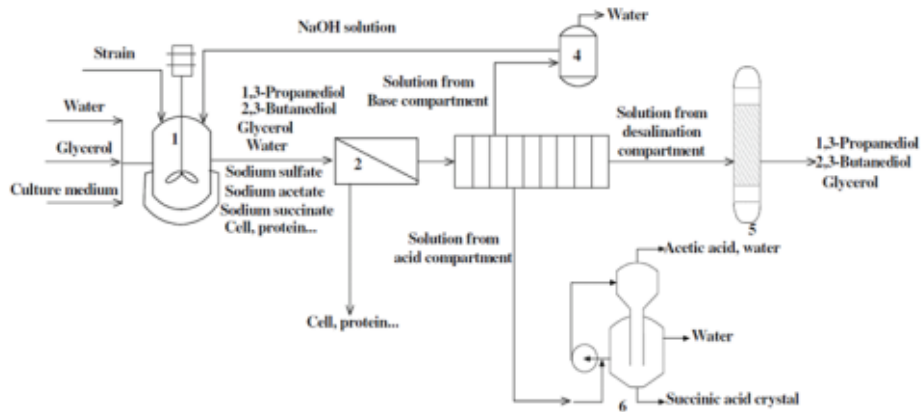 Water
NaOH solution
4
Strain
1,3-Propanediol
2,3-Butanediol
Glycerol
Water
Solution from
Base compartment
Solution from
desalination
compartment
Water
Glycerol
Culture medium
1
2
Sodium sulfate
Sodium acetate
Sodium succinate
Cell, protein...
1,3-Propanediol
2,3-Butanediol
Glycerol
5
Solution from
acid compartment
Acetic acid, water
Cell, protein...
Water
Succinic acid crystal
6